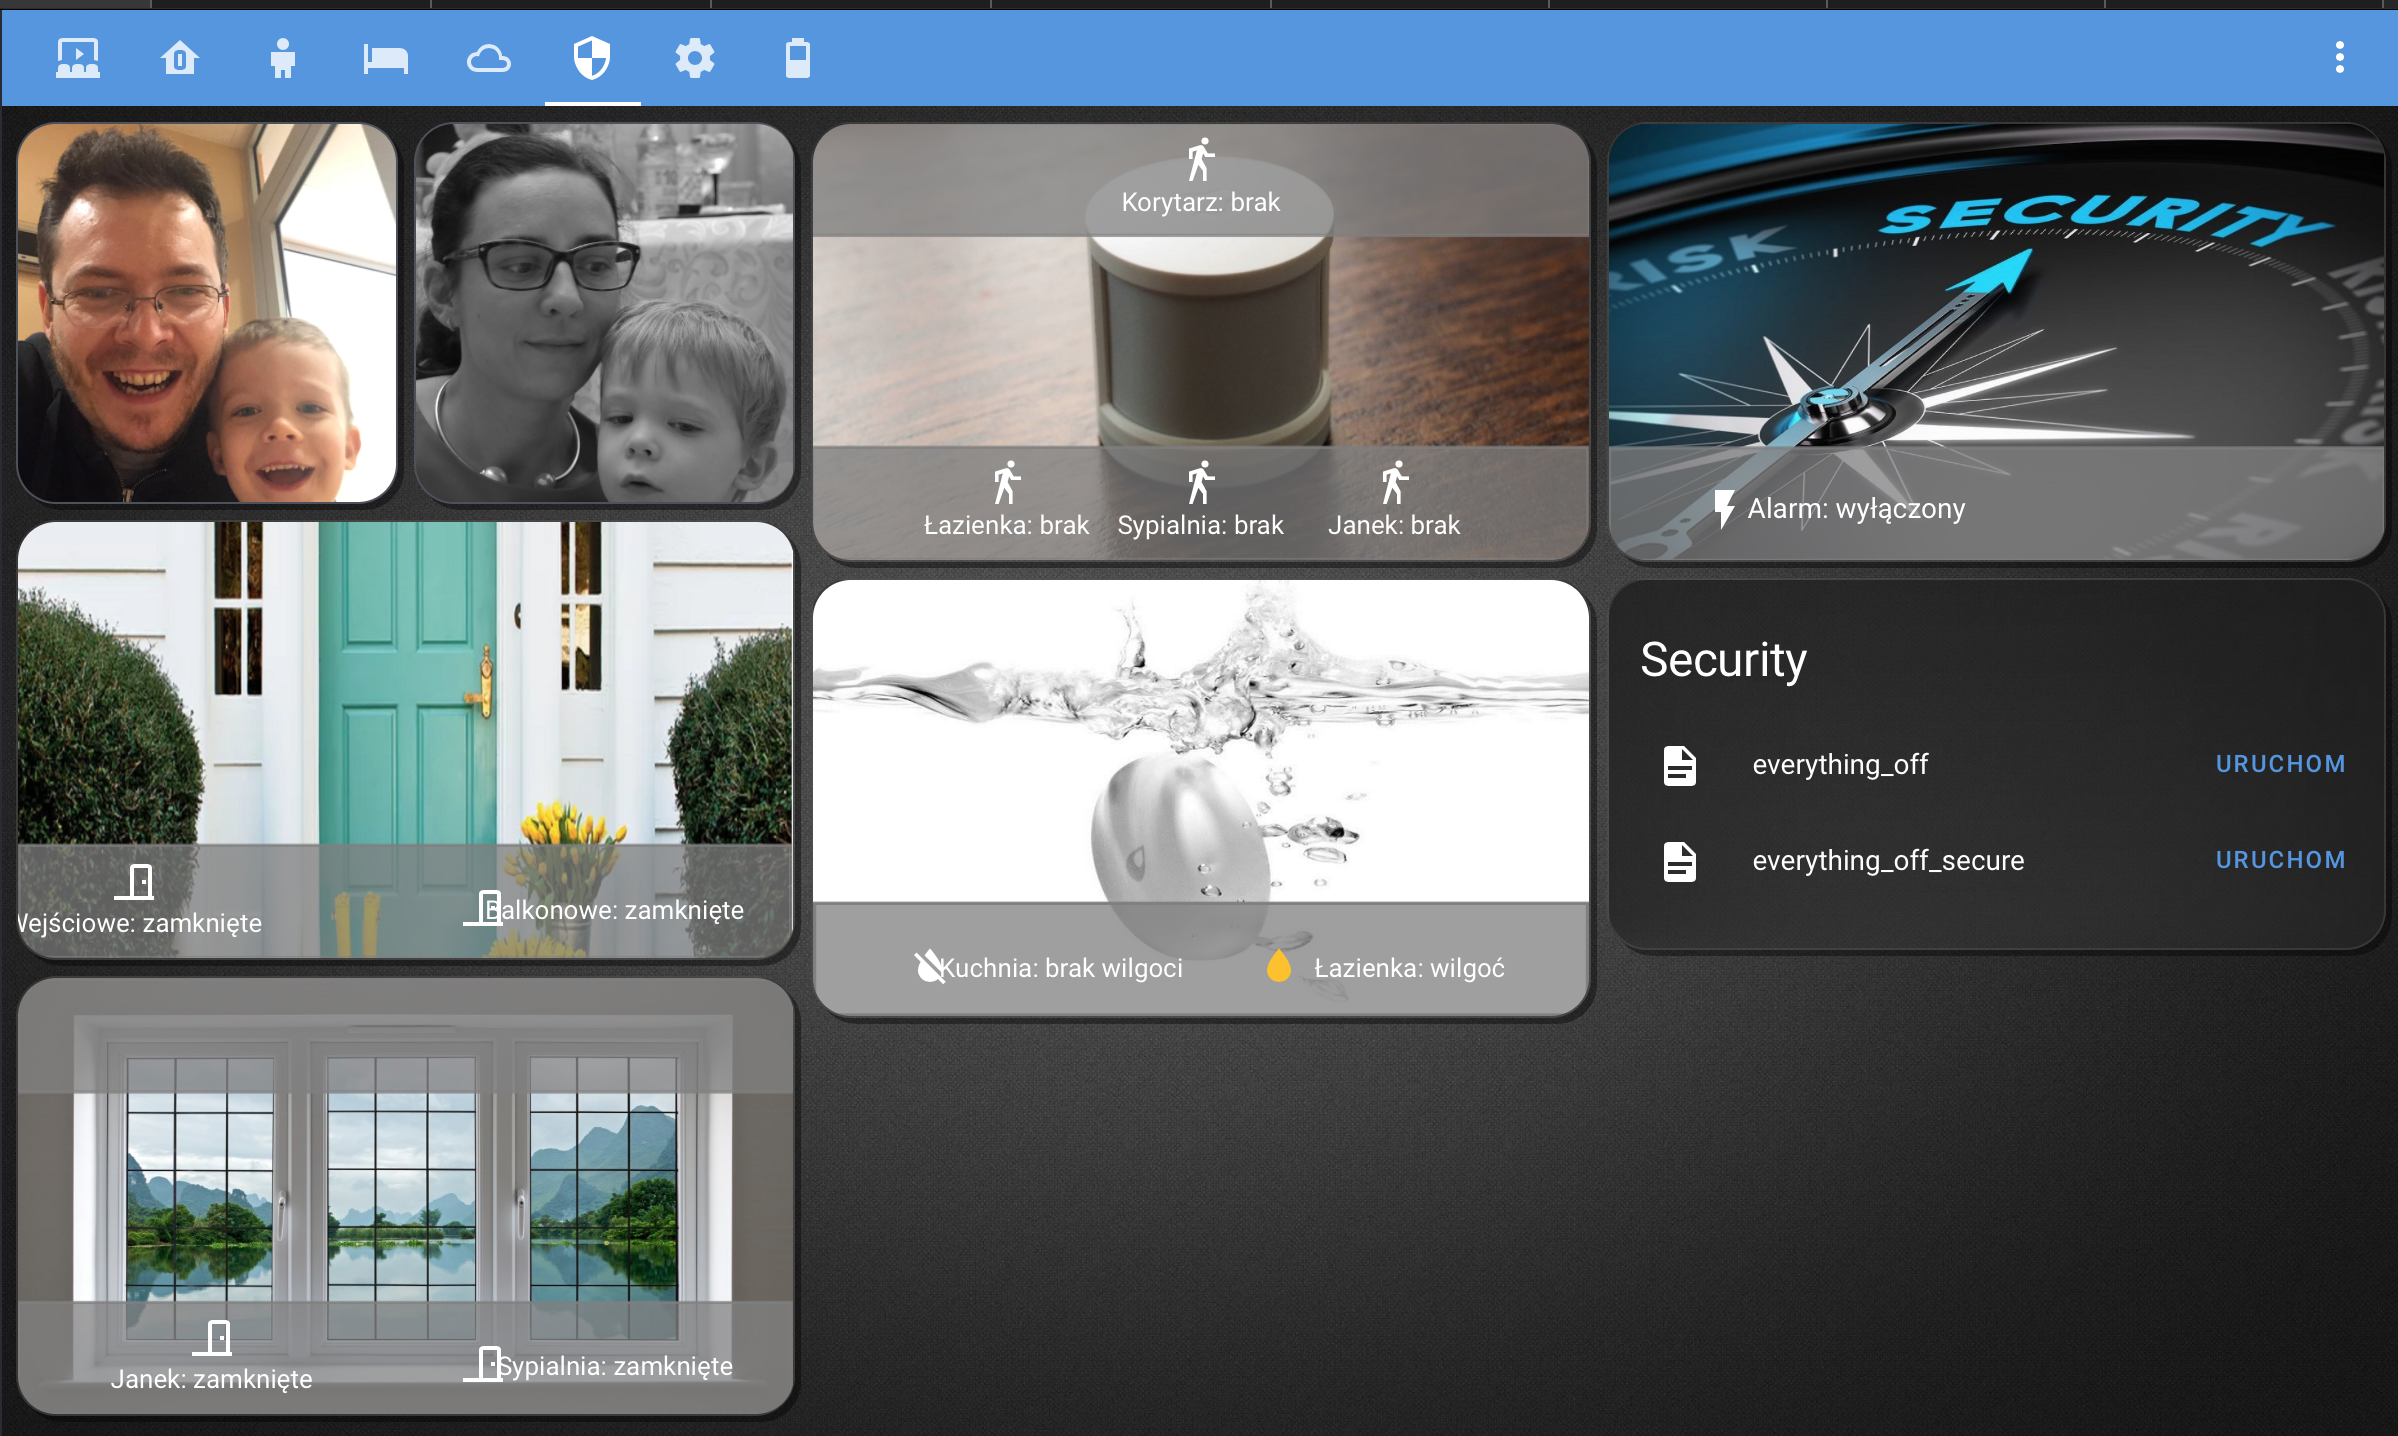 Korytarz: brak
Łazienka: brak
Sypialnia: brak
Janek: brak
RISK
SECURITY
Alarm: wyłączony
Security
everything_off
URUCHOM
everything_off_secure
URUCHOM
Wejściowe: zamknięte
Balkonowe: zamknięte
Kuchnia: brak wilgoci
Łazienka: wilgoć
Janek: zamknięte
Sypialnia: zamknięte